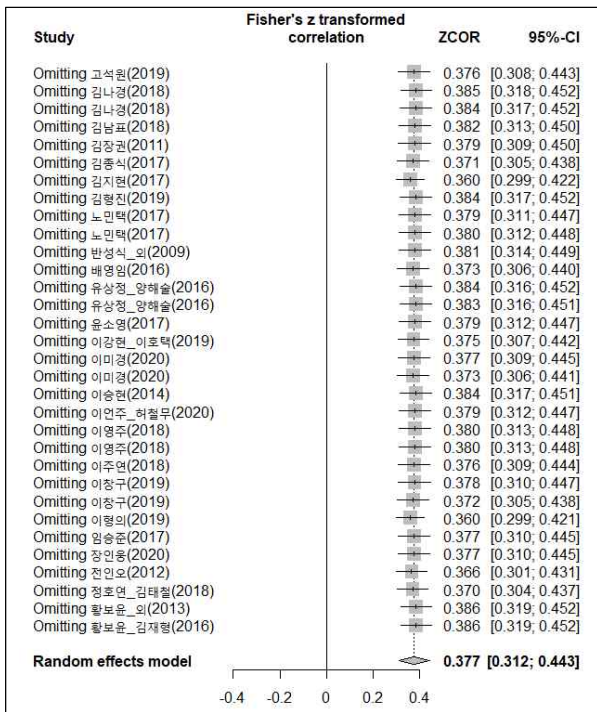 Fisher's z transformed
Study correlation ZCOR 95%-CI
Omitting 고석원(2019) 0.376 [0.308; 0.443]
Omitting 김나경(2018) 0.385 [0.318; 0.452]
Omitting 김나경(2018) 0.384 [0.317; 0.452]
Omitting 김남표(2018) 0.382 [0.313; 0.450]
Omitting 김장권(2011) 0.379 [0.309; 0.450]
Omitting 김종식(2017) 0.371 [0.305; 0.438]
Omitting 김지현(2017) 0.360 [0.299; 0.422]
Omitting 김형진(2019) 0.384 [0.317; 0.452]
Omitting 노민택(2017) 0.379 [0.311; 0.447]
Omitting 노민택(2017) 0.380 [0.312; 0.448]
Omitting 반성식_외(2009) 0.381 [0.314; 0.449]
Omitting 배영임(2016) 0.373 [0.306; 0.440]
Omitting 유상정_양해술(2016) 0.384 [0.316; 0.452]
Omitting 유상정_양해술(2016) 0.383 [0.316; 0.451]
Omitting 윤소영(2017) 0.379 [0.312; 0.447]
Omitting 이강현_이호택(2019) 0.375 [0.307; 0.442]
Omitting 이미경(2020) 0.377 [0.309; 0.445]
Omitting 이미경(2020) 0.373 [0.306; 0.441]
Omitting 이승현(2014) 0.384 [0.317; 0.451]
Omitting 이언주_허철무(2020) 0.379 [0.312; 0.447]
Omitting 이영주(2018) 0.380 [0.313; 0.448]
Omitting 이영주(2018) 0.380 [0.313; 0.448]
Omitting 이주연(2018) 0.376 [0.309; 0.444]
Omitting 이창구(2019) 0.378 [0.310; 0.447]
Omitting 이창구(2019) 0.372 [0.305; 0.438]
Omitting 이형의(2019) 0.360 [0.299; 0.421]
Omitting 임승준(2017) 0.377 [0.310; 0.445]
Omitting 장인웅(2020) 0.377 [0.310; 0.445]
Omitting 전인오(2012) 0.366 [0.301; 0.431]
Omitting 정호연_김태철(2018) 0.370 [0.304; 0.437]
Omitting 황보윤_외(2013) 0.386 [0.319; 0.452]
Omitting 황보윤_김재형(2016) 0.386 [0.319; 0.452]
Random effects model 0.377 [0.312; 0.443]
-0.4 -0.2 0 0.2 0.4